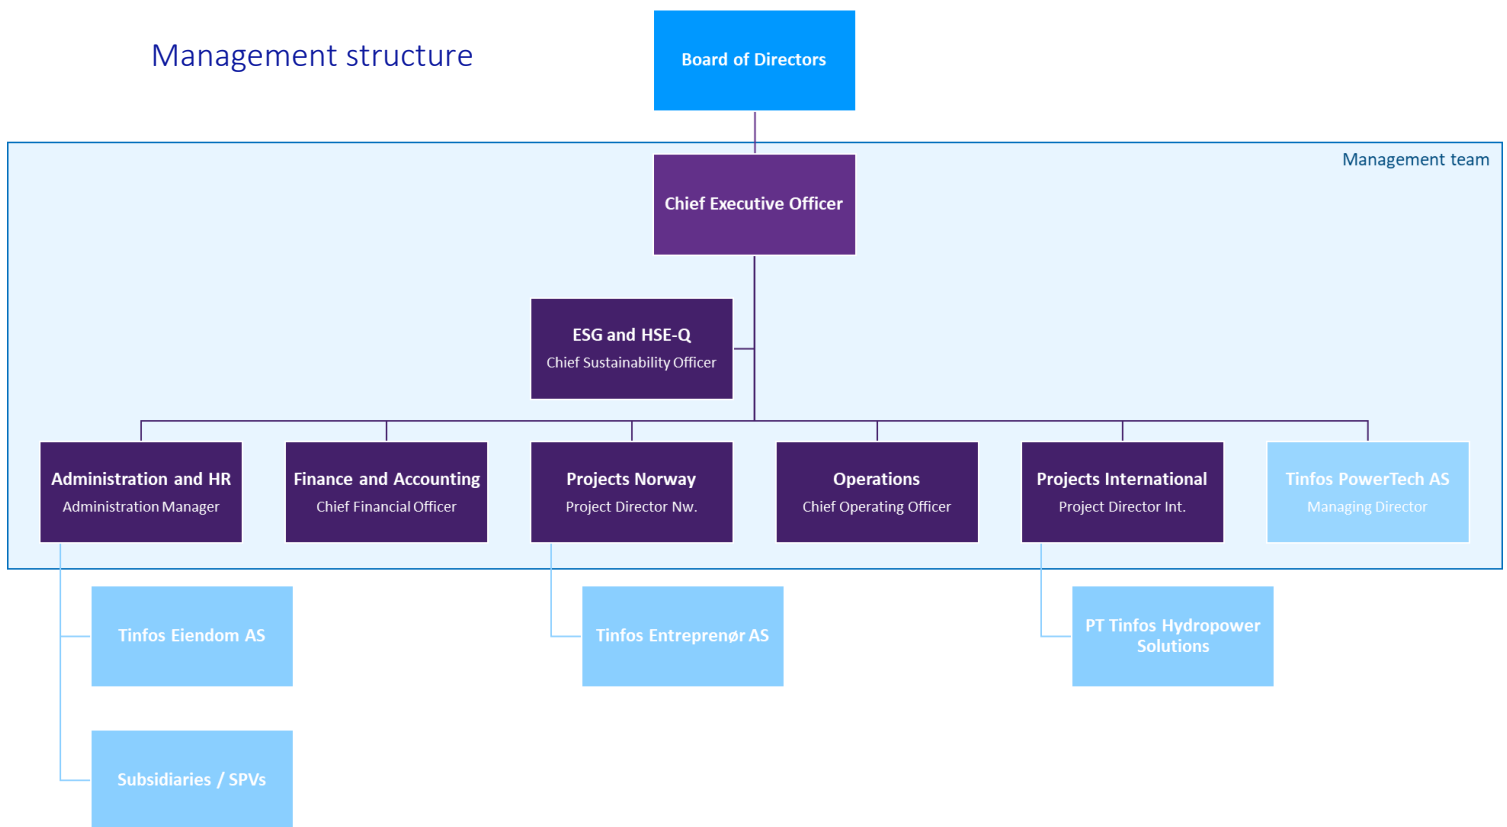 Management structure
Board of Directors
Management team
Chief Executive Officer
ESG and HSE-Q
Chief Sustainability Officer
Administration and HR
Administration Manager
Finance and Accounting
Chief Financial Officer
Projects Norway
Project Director Nw.
Operations
Chief Operating Officer
Projects International
Project Director Int.
Tinfos PowerTech AS
Managing Director
Tinfos Eiendom AS
Tinfos Entreprenør AS
PT Tinfos Hydropower
Solutions
Subsidiaries / SPVs